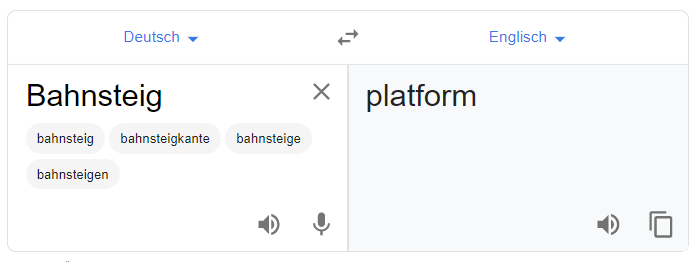 Deutsch
Englisch
Bahnsteig
platform
bahnsteig
bahnsteigkante
bahnsteige
bahnsteigen